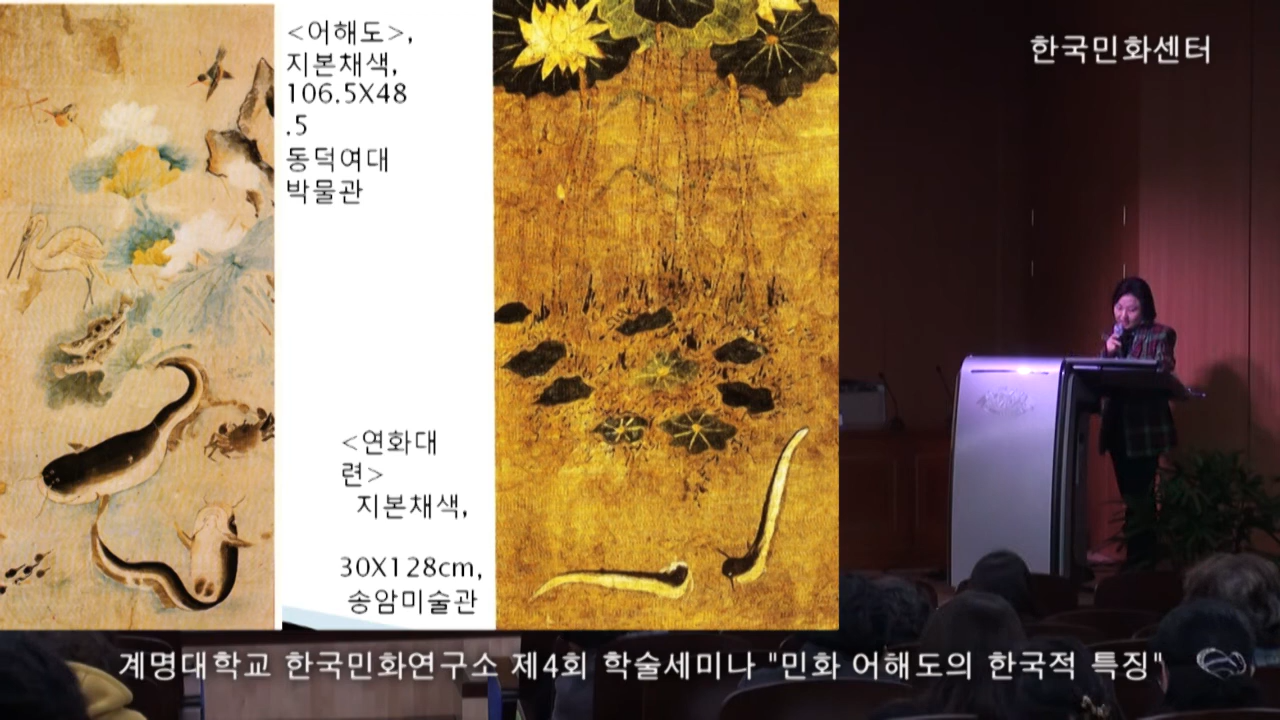 <어해도>,
지본채색,
106.5X48
.5
동덕여대
박물관
<연화대
련>
지본채색,
30X128cm,
송암미술관
한국민화센터
계명대학교 한국민화연구소 제4회 학술세미나 "민화 어해도의 한국적 특징"